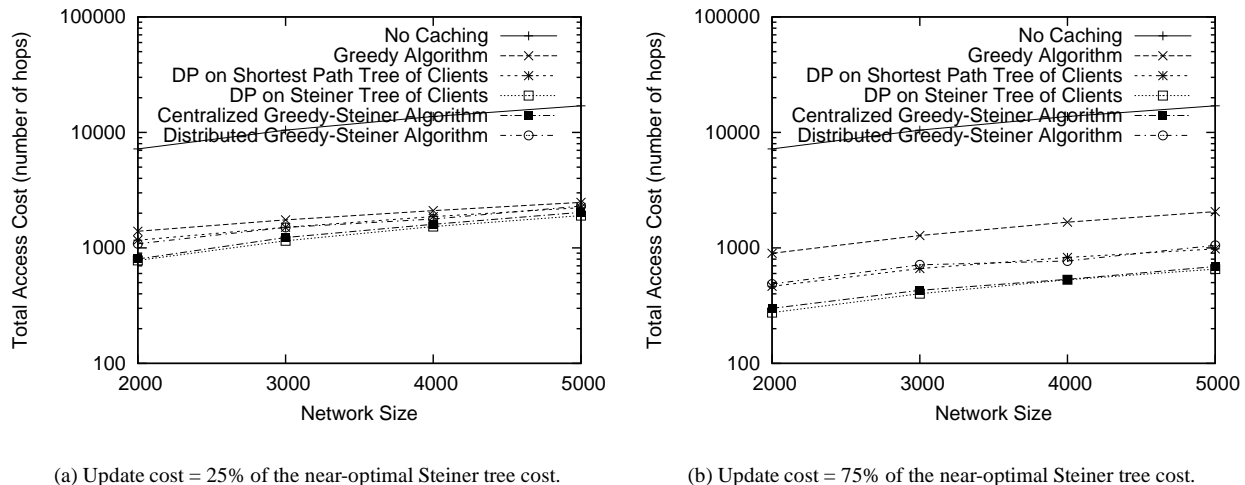 Total Access Cost (number of hops)
100000
10000
1000
100
No Caching
Greedy Algorithm
DP on Shortest Path Tree of Clients
DP on Steiner Tree of Clients
Centralized Greedy-Steiner Algorithm
Distributed Greedy-Steiner Algorithm
2000 3000 4000 5000
Network Size
(a) Update cost = 25% of the near-optimal Steiner tree cost.
Total Access Cost (number of hops)
100000
10000
1000
100
No Caching
Greedy Algorithm
DP on Shortest Path Tree of Clients
DP on Steiner Tree of Clients
Centralized Greedy-Steiner Algorithm
Distributed Greedy-Steiner Algorithm
2000 3000 4000 5000
Network Size
(b) Update cost = 75% of the near-optimal Steiner tree cost.